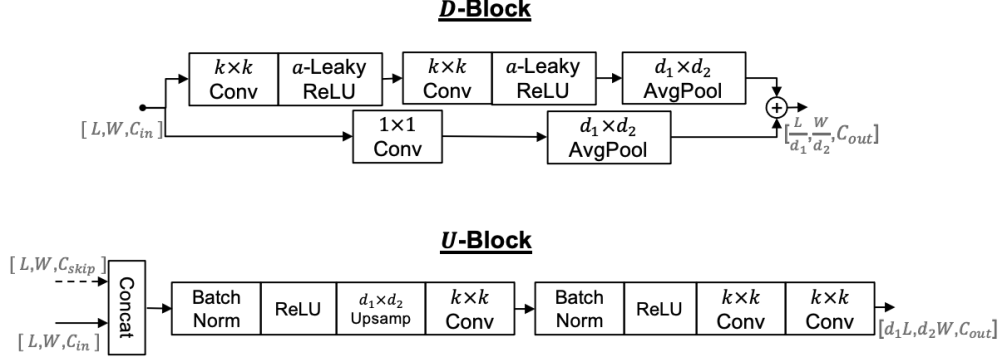 D-Block
k×k Conv
a-Leaky ReLU
k×k Conv
a-Leaky ReLU
d₁×d₂ AvgPool
[ L,W,Cᵢₙ]
1×1 Conv
d₁×d₂ AvgPool
+
[L/d₁,W/d₂,Cₒᵤₜ]
U-Block
[ L,W,Cₛₖᵢₚ]
[ L,W,Cᵢₙ]
Concat
Batch Norm
ReLU
d₁×d₂ Upsamp
k×k Conv
Batch Norm
ReLU
k×k Conv
k×k Conv
[d₁L,d₂W,Cₒᵤₜ]